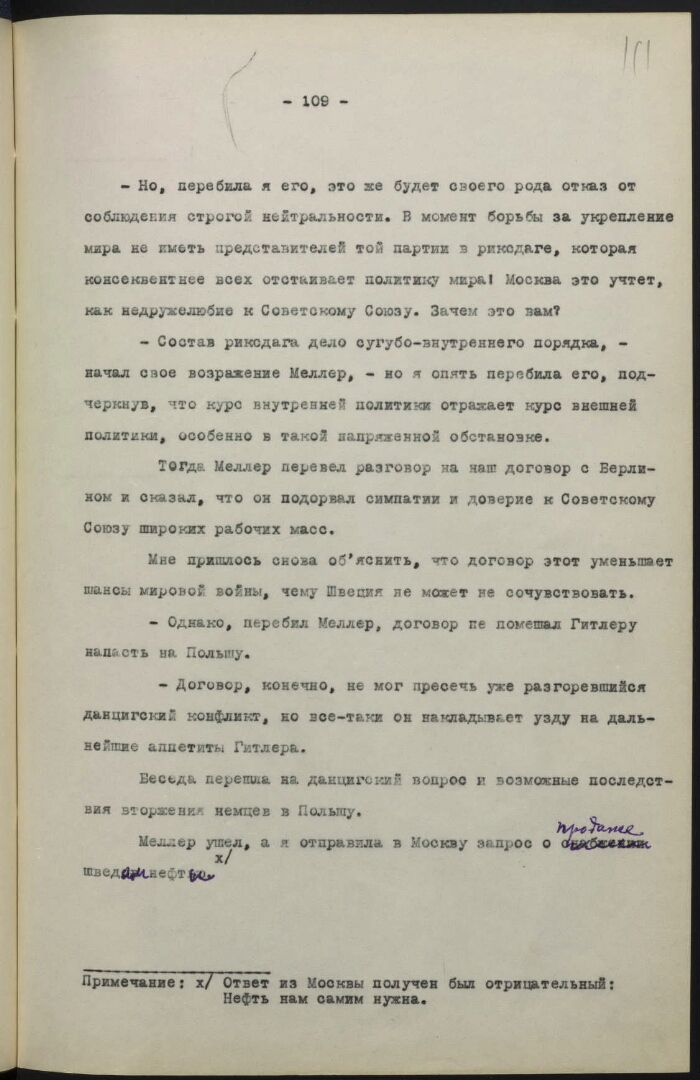 101
- 109 -
- Но, перебила я его, это же будет своего рода отказ от
соблюдения строгой нейтральности. В момент борьбы за укрепление
мира не иметь представителей той партии в риксдаге, которая
консеквентнее всех отстаивает политику мира! Москва это учтет,
как недружелюбие к Советскому Союзу. Зачем это вам?
- Состав риксдага дело сугубо-внутреннего порядка, -
начал свое возражение Меллер, - но я опять перебила его, под-
черкнув, что курс внутренней политики отражает курс внешней
политики, особенно в такой напряженной обстановке.
Тогда Меллер перевел разговор на наш договор с Берли-
ном и сказал, что он подорвал симпатии и доверие к Советскому
Союзу широких рабочих масс.
Мне пришлось снова об'яснить, что договор этот уменьшает
шансы мировой войны, чему Швеция не может не сочувствовать.
- Однако, перебил Меллер, договор не помешал Гитлеру
напасть на Польшу.
- Договор, конечно, не мог пресечь уже разгоревшийся
данцигский конфликт, но все-таки он накладывает узду на даль-
нейшие аппетиты Гитлера.
Беседа перешла на данцигский вопрос и возможные последст-
вия вторжения немцев в Польшу.
продаже
Меллер ушел, а я отправила в Москву запрос о снабжении
x/
шведам нефти.
Примечание: x/ Ответ из Москвы получен был отрицательный:
Нефть нам самим нужна.